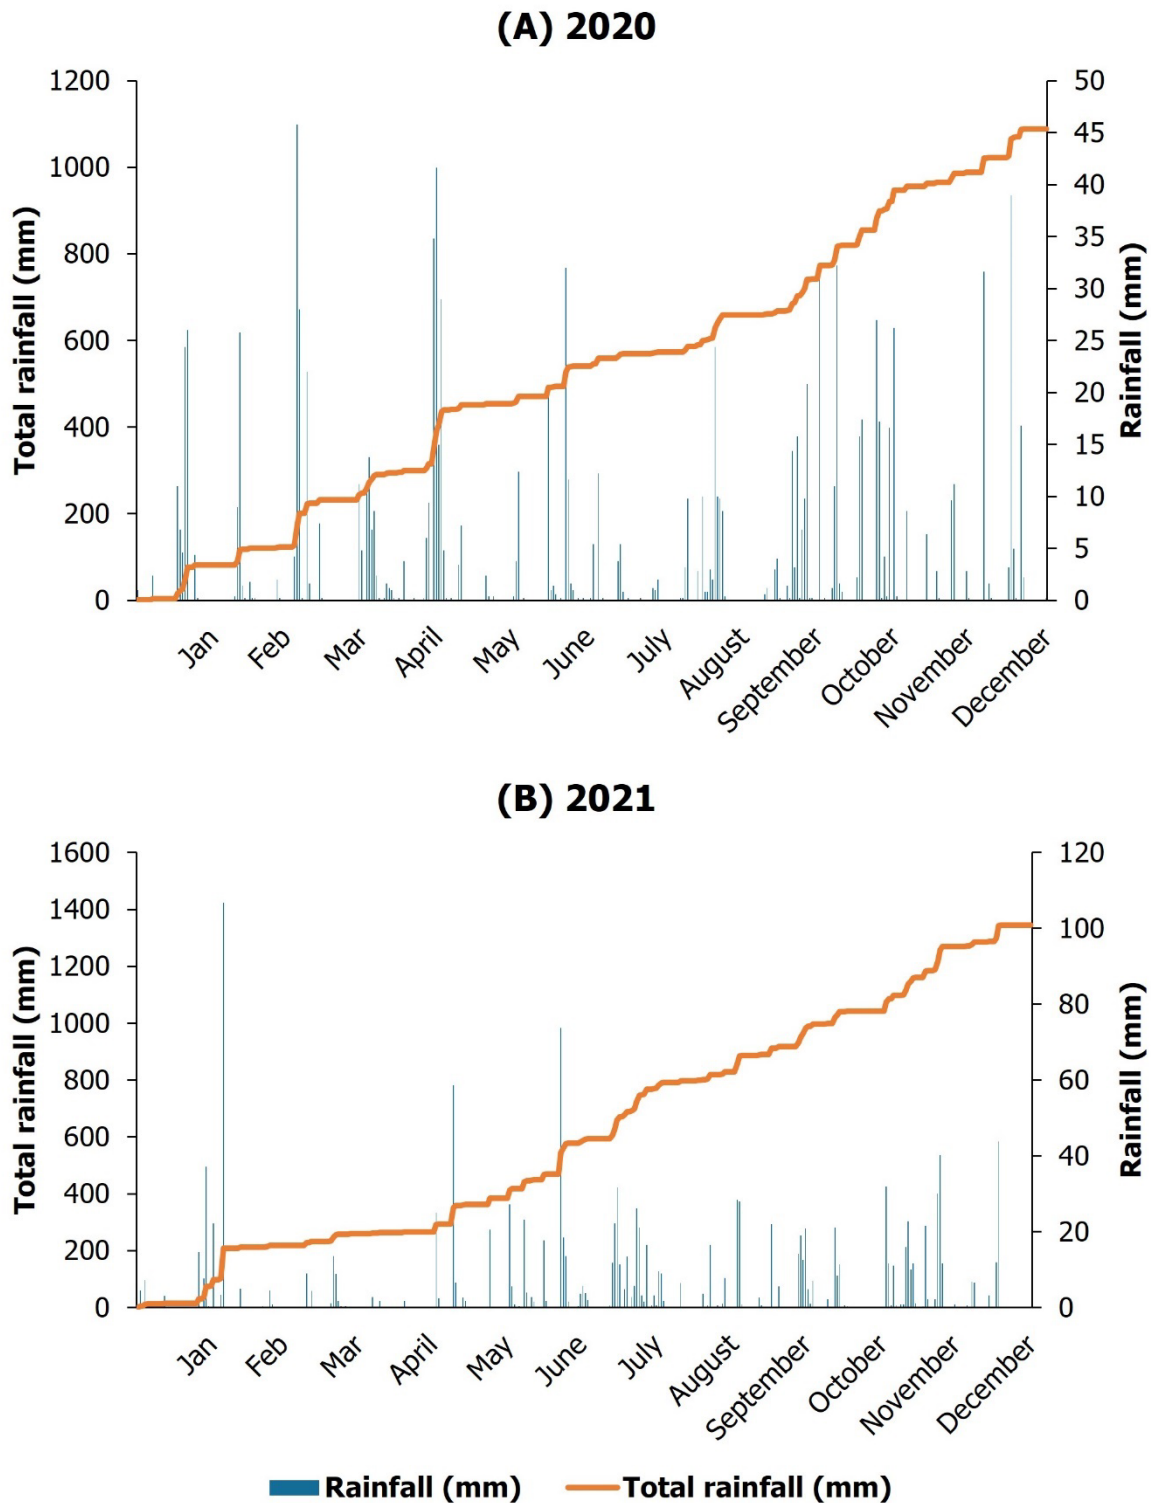 (A) 2020
Total rainfall (mm)
1200
1000
800
600
400
200
0
50
45
40
35
30
25
20
15
10
5
0
Rainfall (mm)
Jan
Feb
Mar
April
May
June
July
August
September
October
November
December
(B) 2021
Total rainfall (mm)
1600
1400
1200
1000
800
600
400
200
0
120
100
80
60
40
20
0
Rainfall (mm)
Jan
Feb
Mar
April
May
June
July
August
September
October
November
December
Rainfall (mm) Total rainfall (mm)